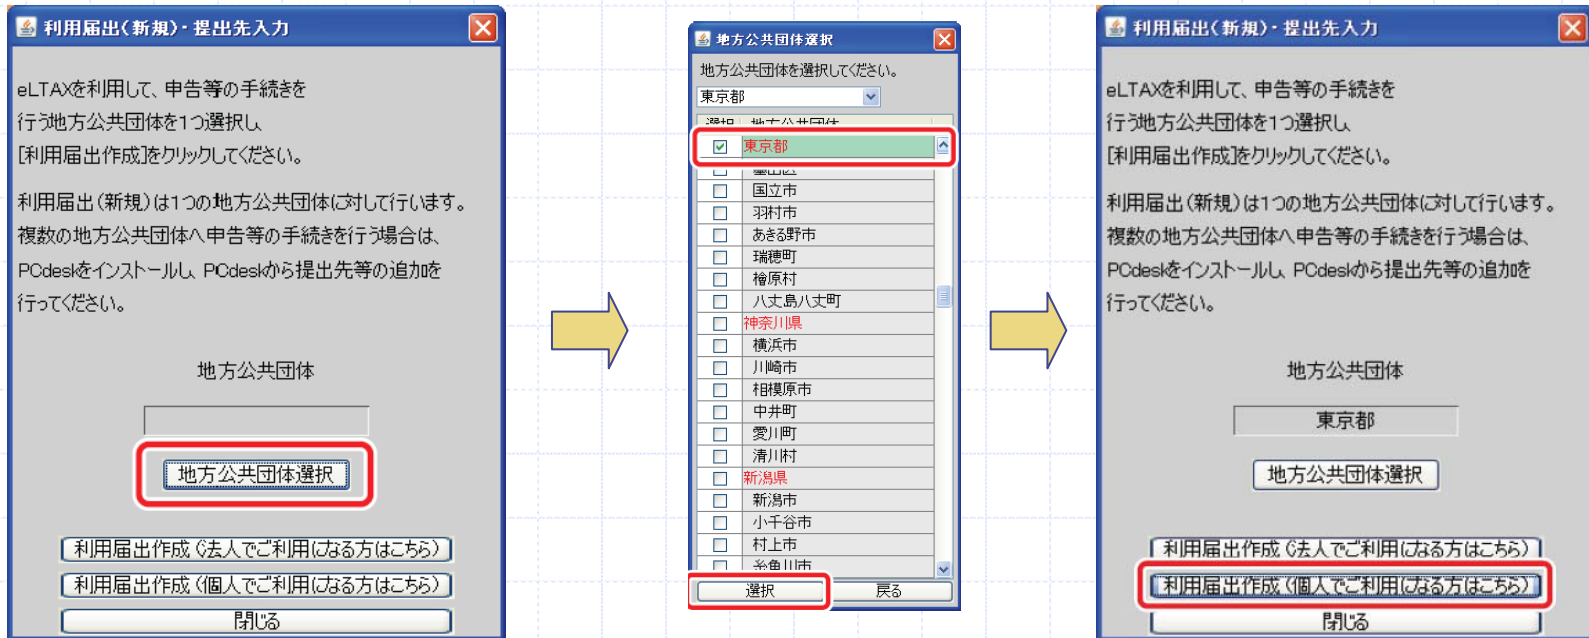 利用届出(新規)・提出先入力
eLTAXを利用して、申告等の手続きを
行う地方公共団体を1つ選択し、
[利用届出作成]をクリックしてください。
利用届出(新規)は1つの地方公共団体に対して行います。
複数の地方公共団体へ申告等の手続きを行う場合は、
PCdeskをインストールし、PCdeskから提出先等の追加を
行ってください。
地方公共団体
地方公共団体選択
利用届出作成(法人でご利用になる方はこちら)
利用届出作成(個人でご利用になる方はこちら)
閉じる
地方公共団体選択
地方公共団体を選択してください。
東京都
選択 地方公共団体
東京都
墨田区
国立市
羽村市
あきる野市
瑞穂町
檜原村
八丈島八丈町
神奈川県
横浜市
川崎市
相模原市
中井町
愛川町
清川村
新潟県
新潟市
小千谷市
村上市
糸魚川市
選択 戻る
利用届出(新規)・提出先入力
eLTAXを利用して、申告等の手続きを
行う地方公共団体を1つ選択し、
[利用届出作成]をクリックしてください。
利用届出(新規)は1つの地方公共団体に対して行います。
複数の地方公共団体へ申告等の手続きを行う場合は、
PCdeskをインストールし、PCdeskから提出先等の追加を
行ってください。
地方公共団体
東京都
地方公共団体選択
利用届出作成(法人でご利用になる方はこちら)
利用届出作成(個人でご利用になる方はこちら)
閉じる